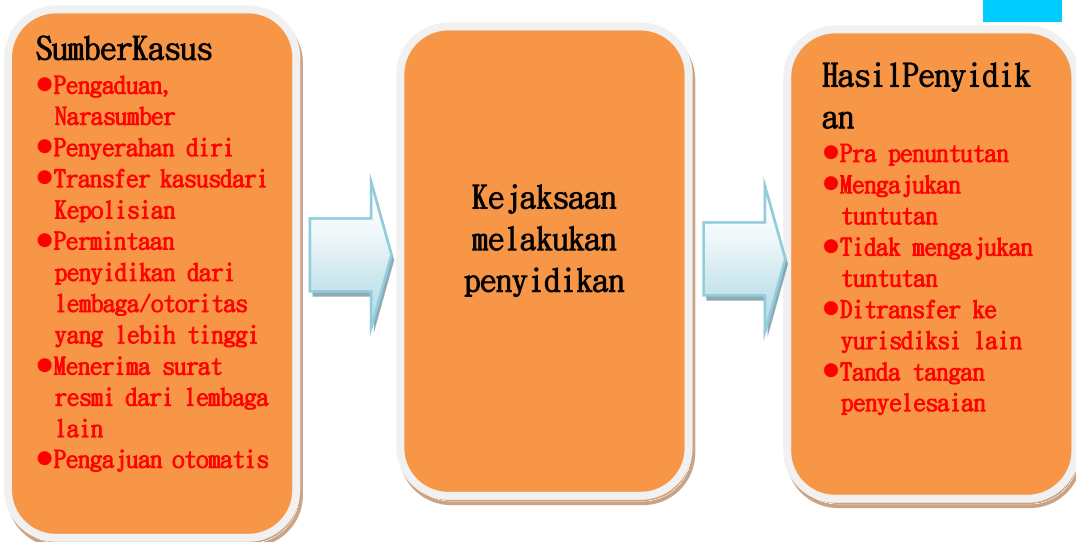 SumberKasus
●Pengaduan,
Narasumber
●Penyerahan diri
●Transfer kasusdari
Kepolisian
●Permintaan
penyidikan dari
lembaga/otoritas
yang lebih tinggi
●Menerima surat
resmi dari lembaga
lain
●Pengajuan otomatis
Kejaksaan
melakukan
penyidikan
HasilPenyidik
an
●Pra penuntutan
●Mengajukan
tuntutan
●Tidak mengajukan
tuntutan
●Ditransfer ke
yurisdiksi lain
●Tanda tangan
penyelesaian